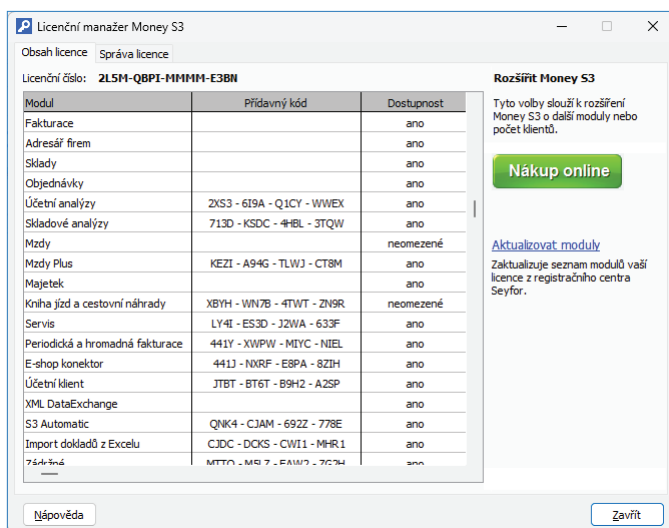 Licenční manažer Money S3
Obsah licence Správa licence
Licenční číslo: 2L5M-QBPI-MMMM-E3BN
Modul Přídavný kód Dostupnost
Fakturace ano
Adresář firem ano
Sklady ano
Objednávky ano
Účetní analýzy 2XS3 - 6I9A - Q1CY - WWEX ano
Skladové analýzy 713D - KSDC - 4HBL - 3TQW ano
Mzdy neomezené
Mzdy Plus KEZI - A94G - TLWJ - CT8M ano
Majetek ano
Kniha jízd a cestovní náhrady XBYH - WN7B - 4TWT - ZN9R neomezené
Servis LY4I - ES3D - J2WA - 633F ano
Periodická a hromadná fakturace 441Y - XWPW - MIYC - NIEL ano
E-shop konektor 441J - NXRF - E8PA - 8ZIH ano
Účetní klient JTBT - BT6T - B9H2 - A2SP ano
XML DataExchange ano
S3 Automatic QNK4 - CJAM - 692Z - 778E ano
Import dokladů z Excelu CJDC - DCKS - CWI1 - MHR1 ano
Zádržné MTTO - M5LZ - FAW2 - 7G2H ano
Rozšířit Money S3
Tyto volby slouží k rozšíření
Money S3 o další moduly nebo
počet klientů.
Nákup online
Aktualizovat moduly
Zaktualizuje seznam modulů vaší
licence z registračního centra
Seyfor.
Nápověda Zavřít